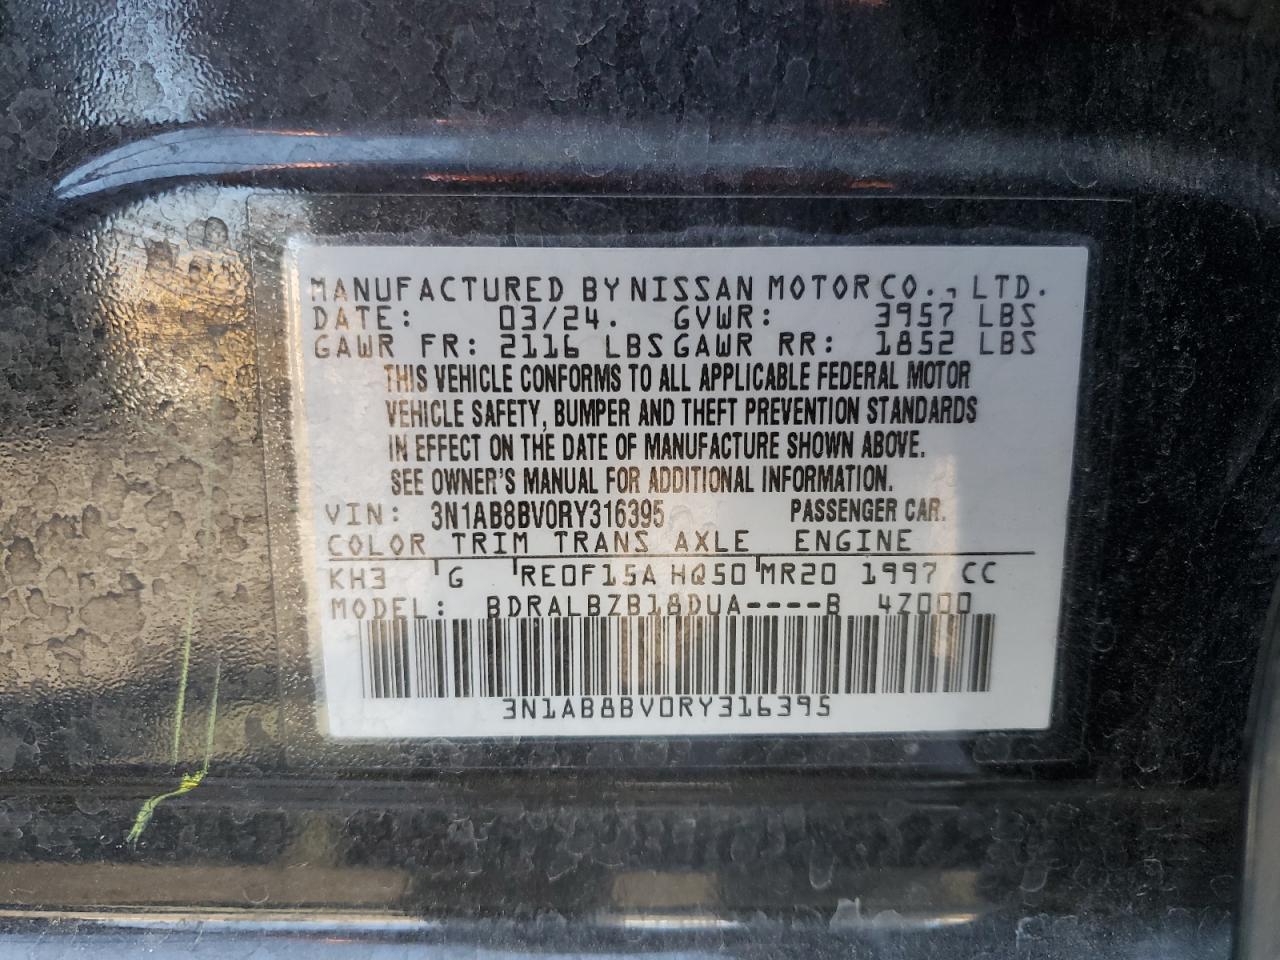 MANUFACTURED BY NISSAN MOTOR CO., LTD.
DATE: 03/24. GVWR: 3957 LBS
GAWR FR: 2116 LBS GAWR RR: 1852 LBS
THIS VEHICLE CONFORMS TO ALL APPLICABLE FEDERAL MOTOR
VEHICLE SAFETY, BUMPER AND THEFT PREVENTION STANDARDS
IN EFFECT ON THE DATE OF MANUFACTURE SHOWN ABOVE.
SEE OWNER'S MANUAL FOR ADDITIONAL INFORMATION.
VIN: 3N1AB8BV0RY316395 PASSENGER CAR.
COLOR TRIM TRANS AXLE ENGINE
KH3 G RE0F15A HQ50 MR20 1997 CC
MODEL: BDRALBZB18DUA----B 4Z000
3N1AB8BV0RY316395